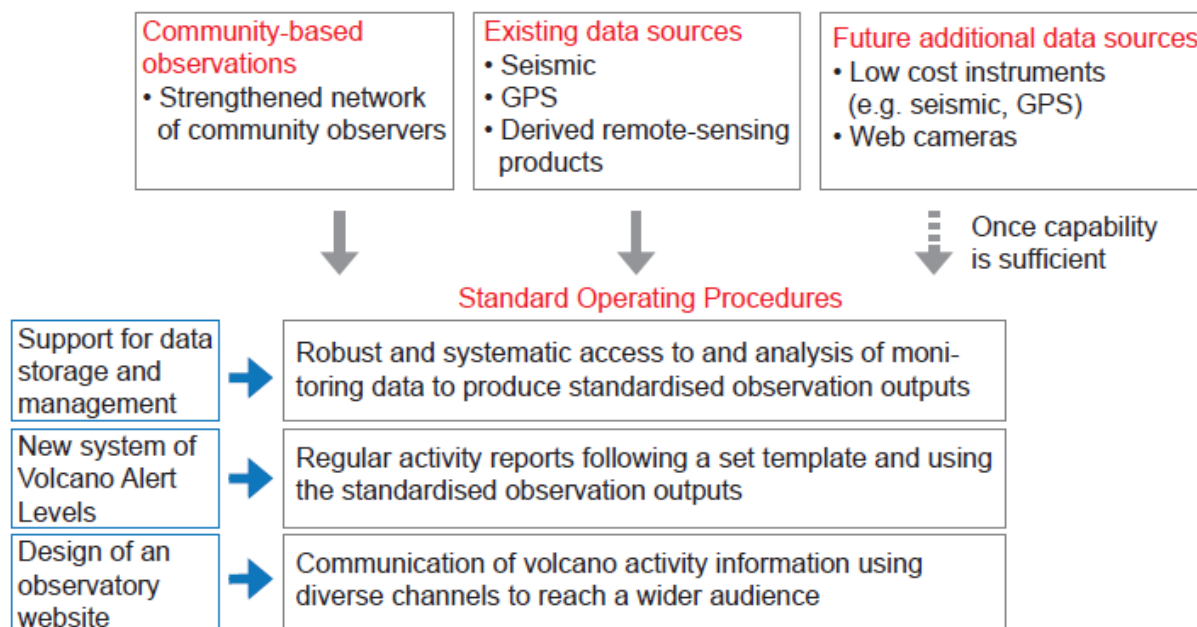 Community-based
observations
• Strengthened network
of community observers
Existing data sources
• Seismic
• GPS
• Derived remote-sensing
products
Future additional data sources
• Low cost instruments
(e.g. seismic, GPS)
• Web cameras
Once capability
is sufficient
Standard Operating Procedures
Support for data
storage and
management
Robust and systematic access to and analysis of moni-
toring data to produce standardised observation outputs
New system of
Volcano Alert
Levels
Regular activity reports following a set template and using
the standardised observation outputs
Design of an
observatory
website
Communication of volcano activity information using
diverse channels to reach a wider audience